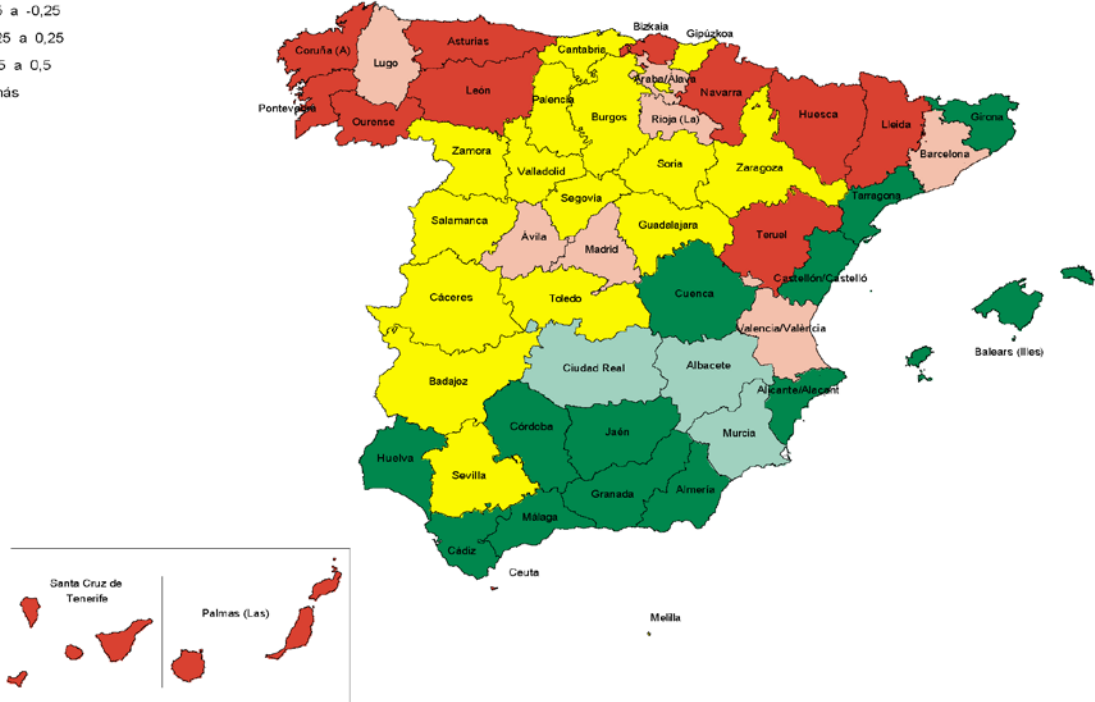 a -0,25
25 a 0,25
a 0,5
Bizkaia
Gipúzkoa
Coruña (A)
Asturias
Cantabria
Lugo
Araba/Álava
León
Navarra
Palencia
Pontevedra
Ourense
Burgos
Rioja (La)
Huesca
Lleida
Girona
Barcelona
Zamora
Valladolid
Soria
Zaragoza
Segovia
Tarragona
Salamanca
Ávila
Madrid
Guadalajara
Teruel
Castellón/Castelló
Cáceres
Toledo
Cuenca
Valencia/València
Balears (Illes)
Ciudad Real
Albacete
Badajoz
Alicante/Alacant
Córdoba
Jaén
Murcia
Huelva
Sevilla
Granada
Almería
Málaga
Cádiz
Ceuta
Melilla
Santa Cruz de
Tenerife
Palmas (Las)